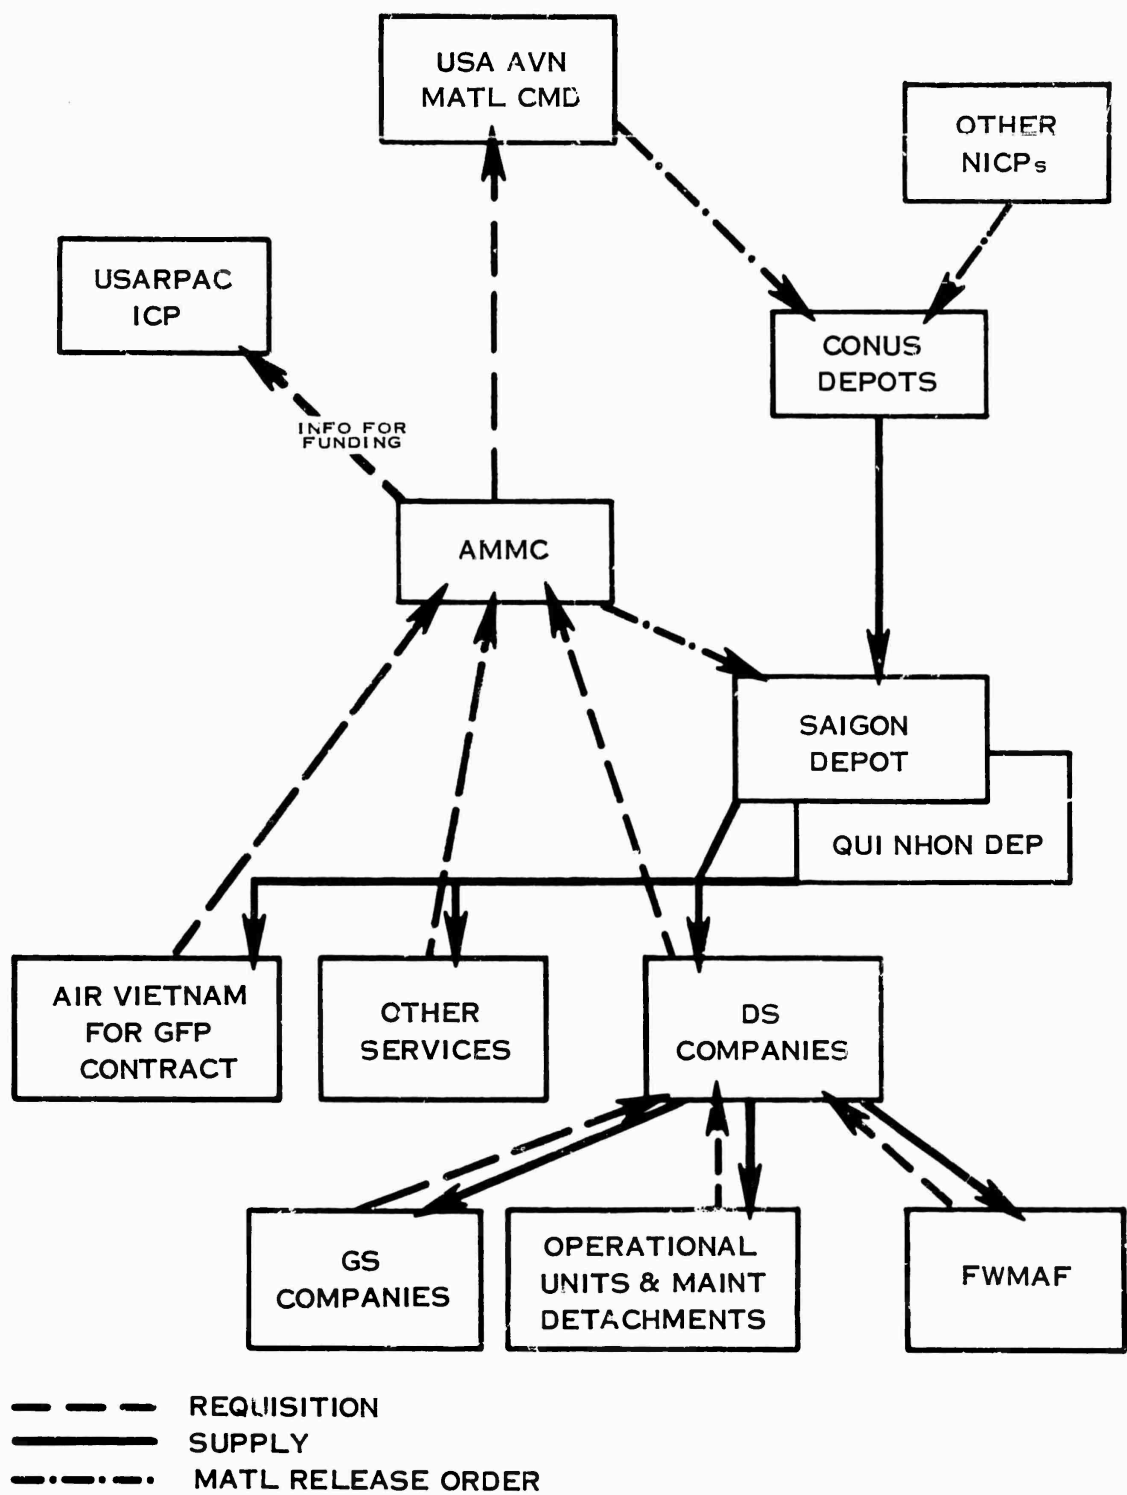 USA AVN
MATL CMD
OTHER
NICPs
USARPAC
ICP
CONUS
DEPOTS
INFO FOR
FUNDING
AMMC
SAIGON
DEPOT
QUI NHON DEP
AIR VIETNAM
FOR GFP
CONTRACT
OTHER
SERVICES
DS
COMPANIES
GS
COMPANIES
OPERATIONAL
UNITS & MAINT
DETACHMENTS
FWMAF
REQUISITION
SUPPLY
MATL RELEASE ORDER